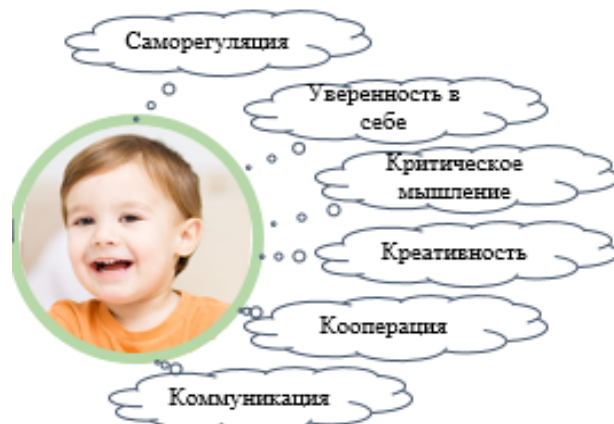 Саморегуляция
Уверенность в
себе
Критическое
мышление
Креативность
Кооперация
Коммуникация